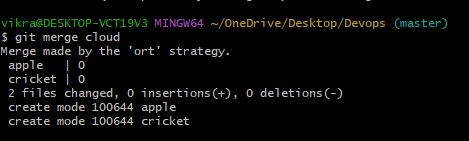 vikra@DESKTOP-VCT19V3 MINGW64 ~/OneDrive/Desktop/Devops (master)
$ git merge cloud
Merge made by the 'ort' strategy.
 apple   | 0
 cricket | 0
 2 files changed, 0 insertions(+), 0 deletions(-)
 create mode 100644 apple
 create mode 100644 cricket